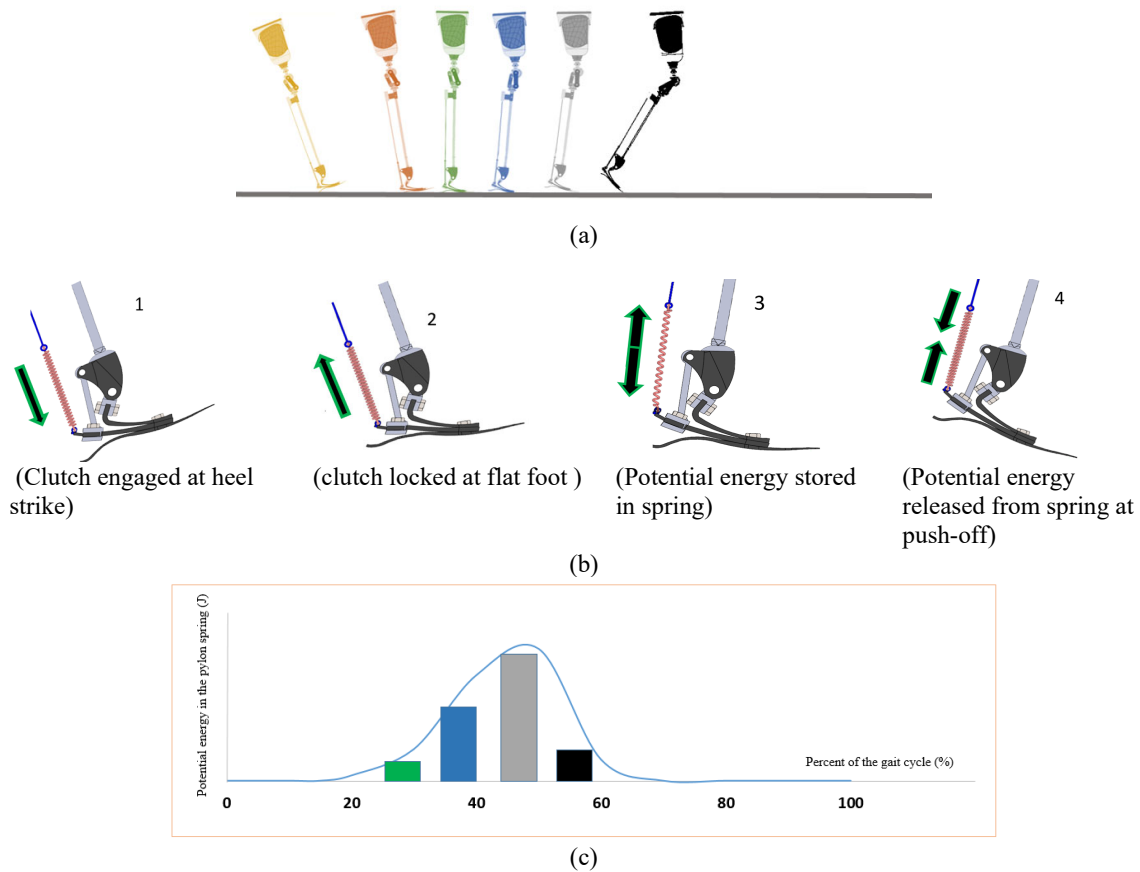 (a)
1
2
3
4
(Clutch engaged at heel
strike)
(clutch locked at flat foot )
(Potential energy stored
in spring)
(Potential energy
released from spring at
push-off)
(b)
Potential energy in the pylon spring (J)
Percent of the gait cycle (%)
0 20 40 60 80 100
(c)